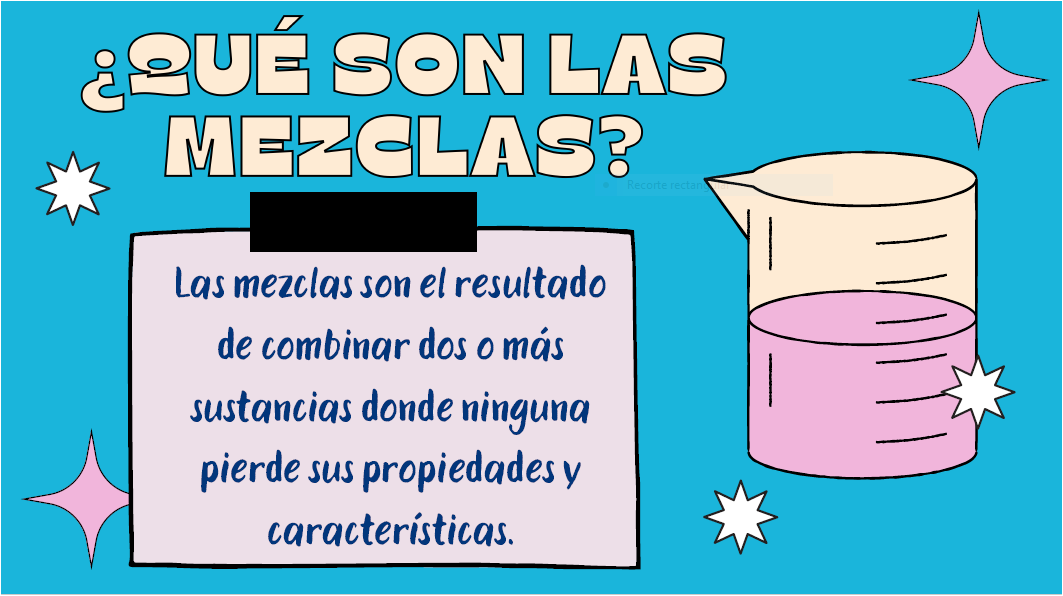 ¿QUÉ SON LAS
MEZCLAS?
Las mezclas son el resultado
de combinar dos o más
sustancias donde ninguna
pierde sus propiedades y
características.